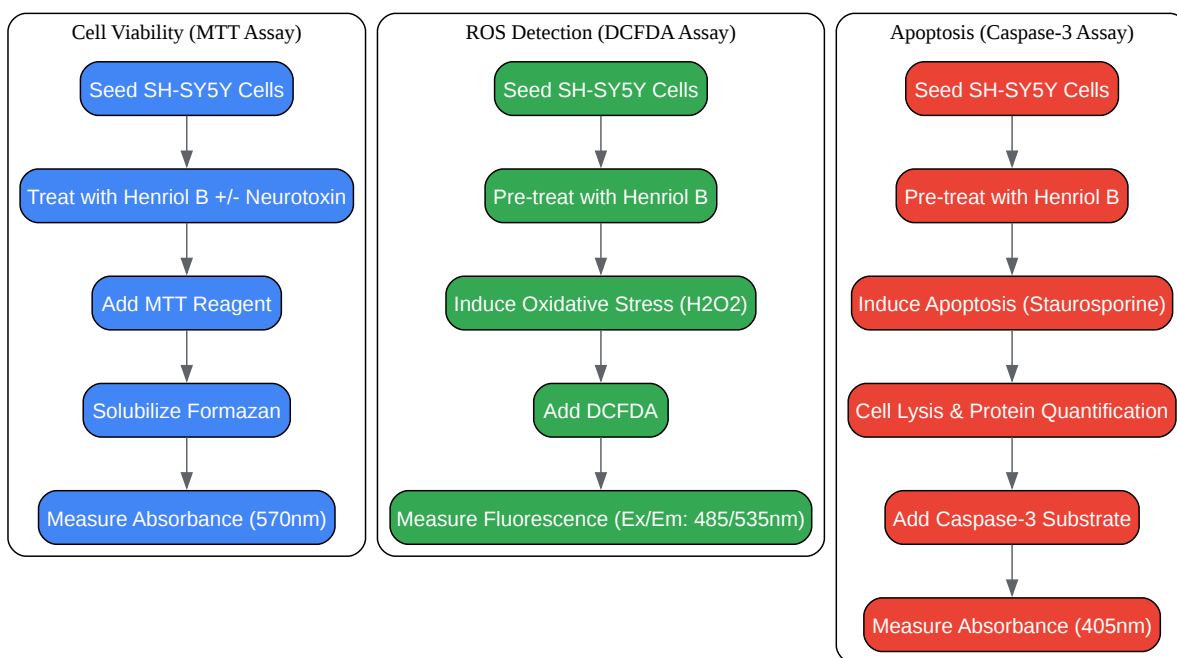 Cell Viability (MTT Assay)
Seed SH-SY5Y Cells
Treat with Henriol B +/- Neurotoxin
Add MTT Reagent
Solubilize Formazan
Measure Absorbance (570nm)
ROS Detection (DCFDA Assay)
Seed SH-SY5Y Cells
Pre-treat with Henriol B
Induce Oxidative Stress (H2O2)
Add DCFDA
Measure Fluorescence (Ex/Em: 485/535nm)
Apoptosis (Caspase-3 Assay)
Seed SH-SY5Y Cells
Pre-treat with Henriol B
Induce Apoptosis (Staurosporine)
Cell Lysis & Protein Quantification
Add Caspase-3 Substrate
Measure Absorbance (405nm)